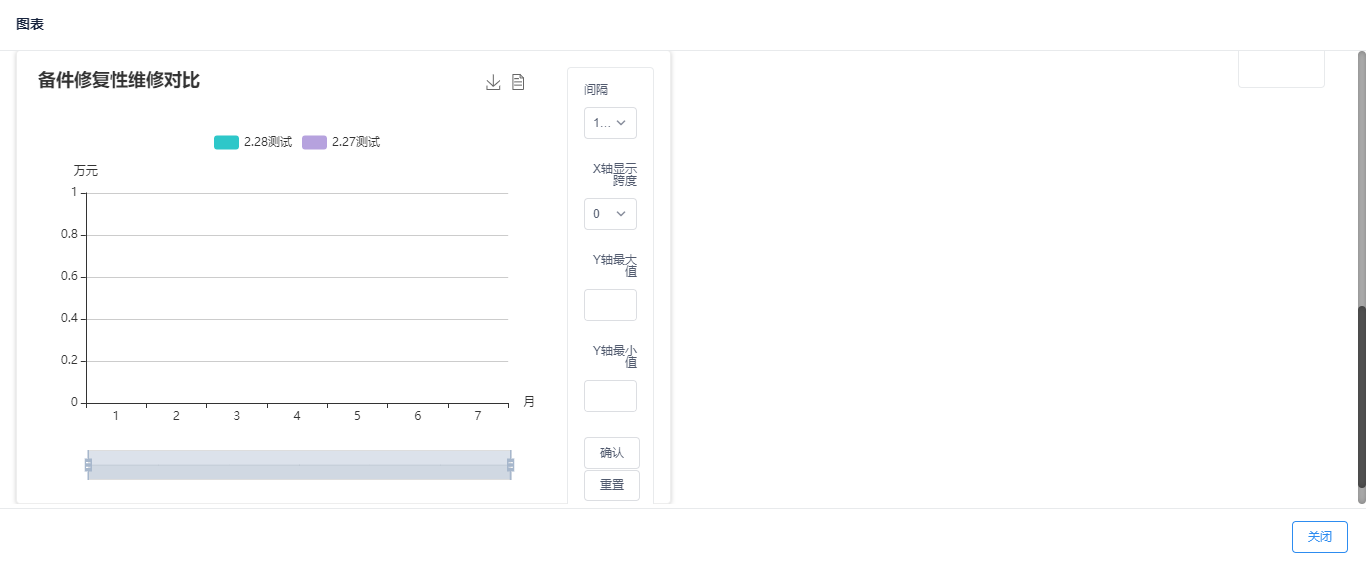 图表
备件修复性维修对比
2.28测试 2.27测试
万元
1
0.8
0.6
0.4
0.2
0
1 2 3 4 5 6 7
月
间隔
1...
X轴显示
跨度
0
Y轴最大
值
Y轴最小
值
确认
重置
关闭